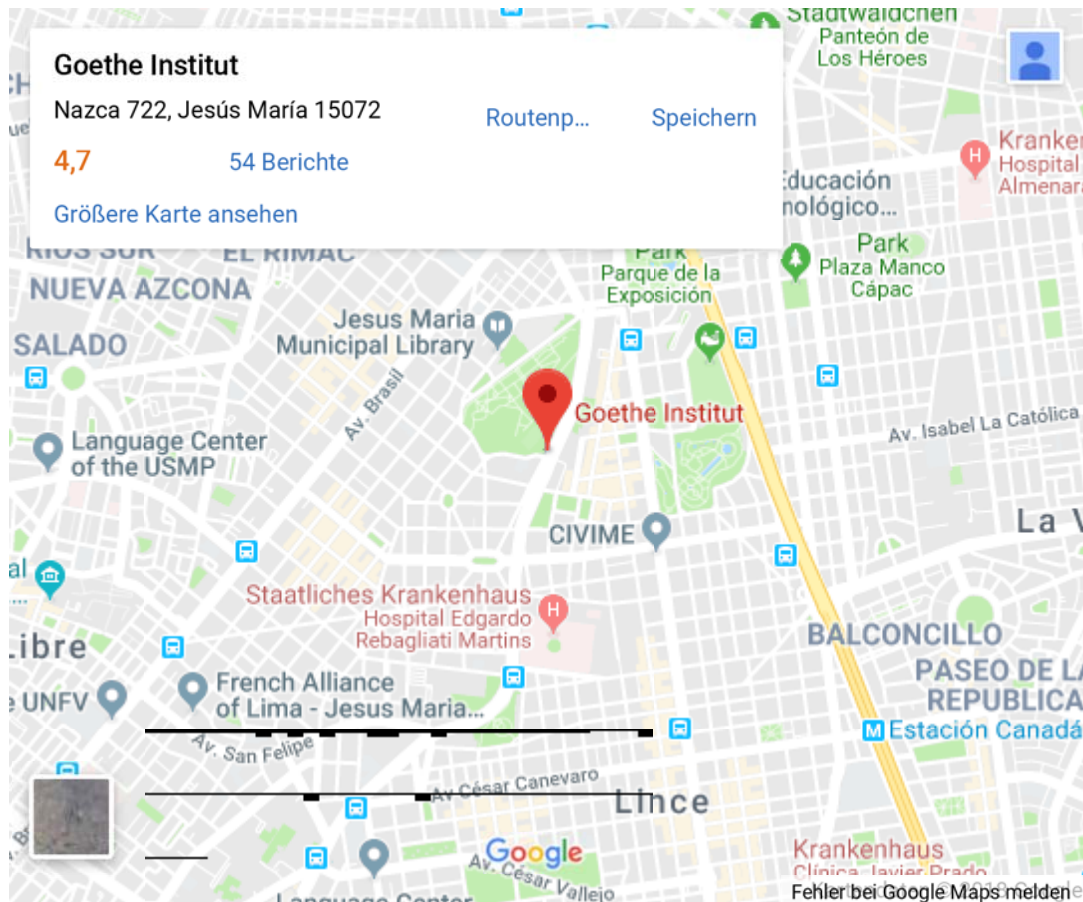 Stadtwäldchen
Panteón de
Los Héroes
Goethe Institut
Nazca 722, Jesús María 15072
Routenp...
Speichern
4,7
54 Berichte
Größere Karte ansehen
Hospital
Almenar
Educación
nológico...
RIOS SUR
EL RIMAC
NUEVA AZCONA
SALADO
Park
Parque de la
Exposición
Park
Plaza Manco
Cápac
Jesus Maria
Municipal Library
Av. Brasil
Goethe Institut
Av. Isabel La Católica
Language Center
of the USMP
CIVIME
La V
al
Staatliches Krankenhaus
Hospital Edgardo
Rebagliati Martins
Libre
BALCONCILLO
PASEO DE LA
REPUBLICA
UNFV
French Alliance
of Lima - Jesus Maria...
M Estación Canadá
Av. San Felipe
Av César Canevaro
Lince
Google
Av. César Vallejo
Krankenhaus
Clínica Javier Prado
Language Center
Fehler bei Google Maps melden